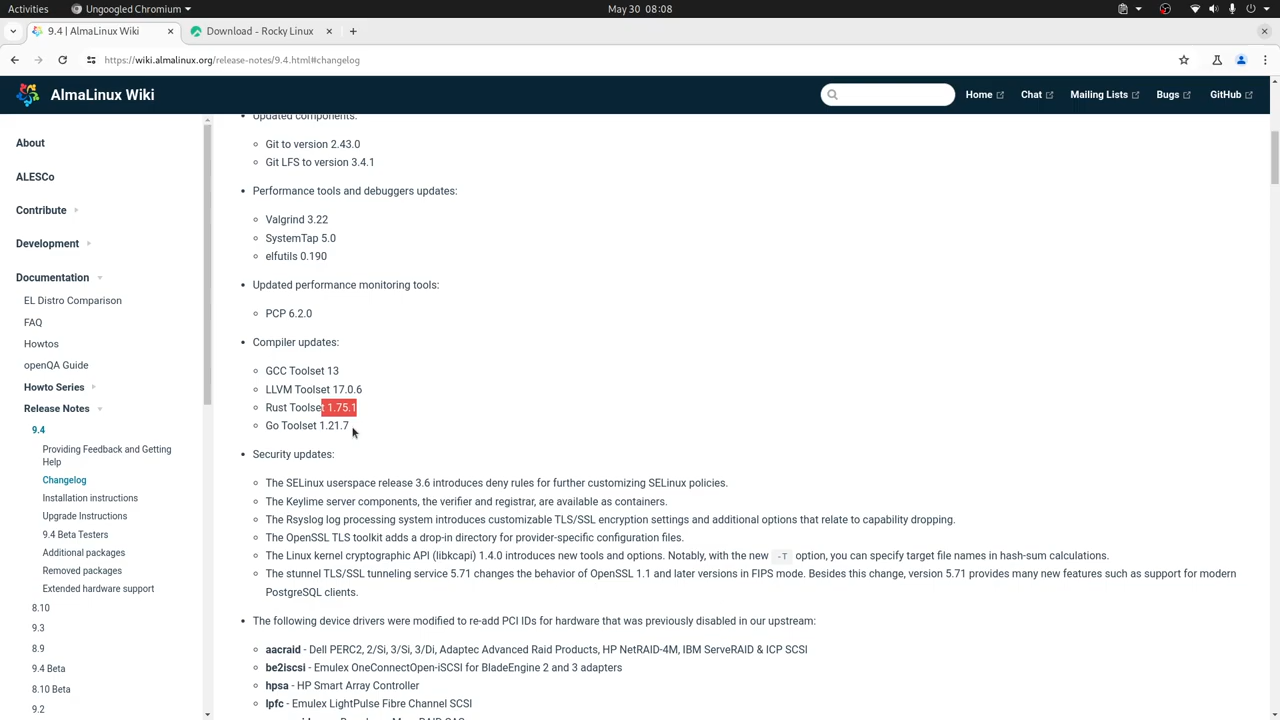 Activities
Ungoogled Chromium
May 30 08:08
9.4 | AlmaLinux Wiki
Download - Rocky Linux
https://wiki.almalinux.org/release-notes/9.4.html#changelog
AlmaLinux Wiki
Home
Chat
Mailing Lists
Bugs
GitHub
About
ALESCo
Contribute
Development
Documentation
EL Distro Comparison
FAQ
Howtos
openQA Guide
Howto Series
Release Notes
9.4
Providing Feedback and Getting
Help
Changelog
Installation instructions
Upgrade Instructions
9.4 Beta Testers
Additional packages
Removed packages
Extended hardware support
8.10
9.3
8.9
9.4 Beta
8.10 Beta
9.2
Updated components:
Git to version 2.43.0
Git LFS to version 3.4.1
Performance tools and debuggers updates:
Valgrind 3.22
SystemTap 5.0
elfutils 0.190
Updated performance monitoring tools:
PCP 6.2.0
Compiler updates:
GCC Toolset 13
LLVM Toolset 17.0.6
Rust Toolset 1.75.1
Go Toolset 1.21.7
Security updates:
The SELinux userspace release 3.6 introduces deny rules for further customizing SELinux policies.
The Keylime server components, the verifier and registrar, are available as containers.
The Rsyslog log processing system introduces customizable TLS/SSL encryption settings and additional options that relate to capability dropping.
The OpenSSL TLS toolkit adds a drop-in directory for provider-specific configuration files.
The Linux kernel cryptographic API (libkcapi) 1.4.0 introduces new tools and options. Notably, with the new -T option, you can specify target file names in hash-sum calculations.
The stunnel TLS/SSL tunneling service 5.71 changes the behavior of OpenSSL 1.1 and later versions in FIPS mode. Besides this change, version 5.71 provides many new features such as support for modern
PostgreSQL clients.
The following device drivers were modified to re-add PCI IDs for hardware that was previously disabled in our upstream:
aacraid - Dell PERC2, 2/Si, 3/Si, 3/Di, Adaptec Advanced Raid Products, HP NetRAID-4M, IBM ServeRAID & ICP SCSI
be2iscsi - Emulex OneConnectOpen-iSCSI for BladeEngine 2 and 3 adapters
hpsa - HP Smart Array Controller
lpfc - Emulex LightPulse Fibre Channel SCSI